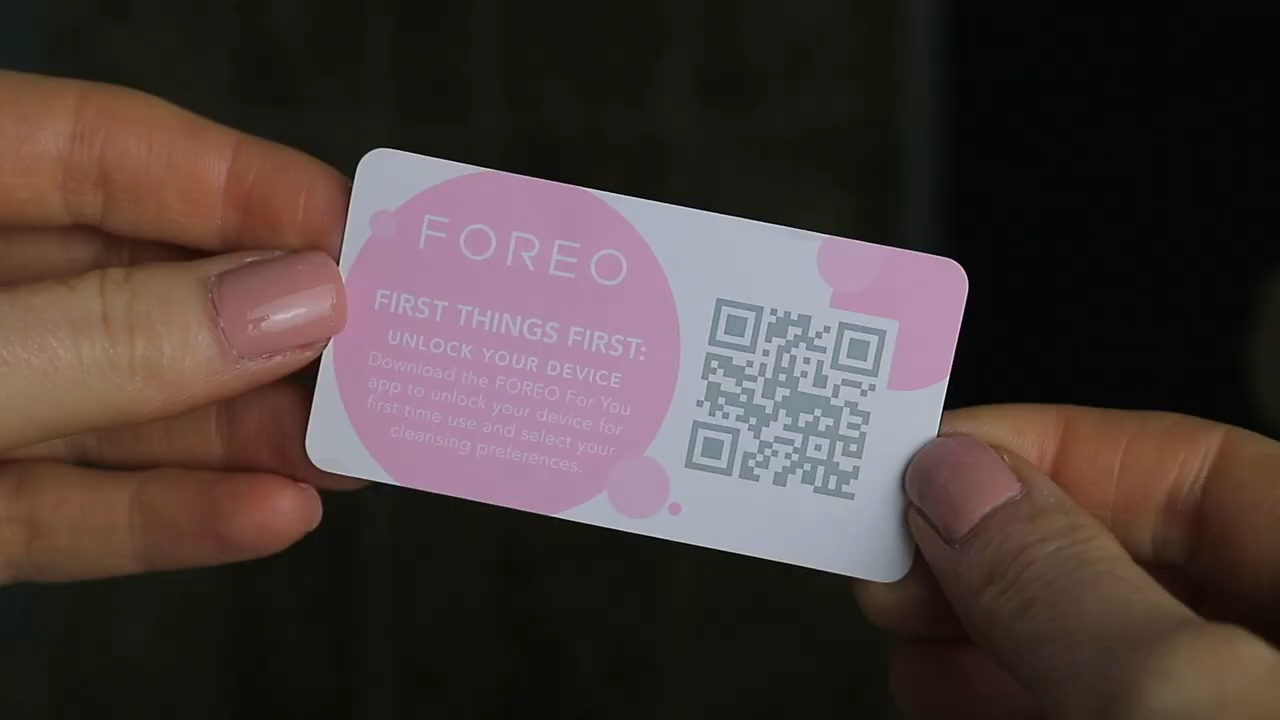 FOREO
FIRST THINGS FIRST:
UNLOCK YOUR DEVICE
Download the FOREO For You
app to unlock your device for
first time use and select your
cleansing preferences.